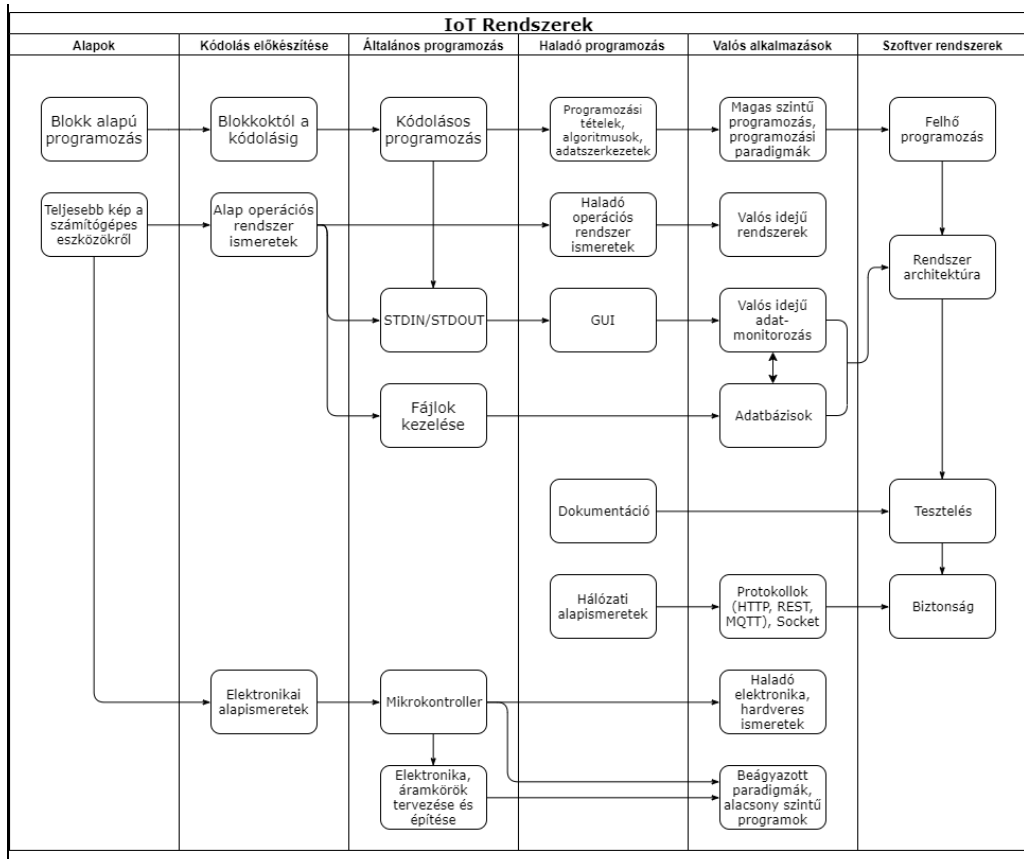 IoT Rendszerek
Alapok
Kódolás előkészítése
Általános programozás
Haladó programozás
Valós alkalmazások
Szoftver rendszerek
Blokk alapú
programozás
Blokkoktól a
kódolásig
Kódolásos
programozás
Programozási
tételek,
algoritmusok,
adatszerkezetek
Magas szintű
programozás,
programozási
paradigmák
Felhő
programozás
Teljesebb kép a
számítógépes
eszközökről
Alap operációs
rendszer
ismeretek
Haladó
operációs
rendszer
ismeretek
Valós idejű
rendszerek
Rendszer
architektúra
STDIN/STDOUT
GUI
Valós idejű
adat-
monitorozás
Fájlok
kezelése
Adatbázisok
Dokumentáció
Tesztelés
Hálózati
alapismeretek
Protokollok
(HTTP, REST,
MQTT), Socket
Biztonság
Elektronikai
alapismeretek
Mikrokontroller
Haladó
elektronika,
hardveres
ismeretek
Elektronika,
áramkörök
tervezése és
építése
Beágyazott
paradigmák,
alacsony szintű
programok